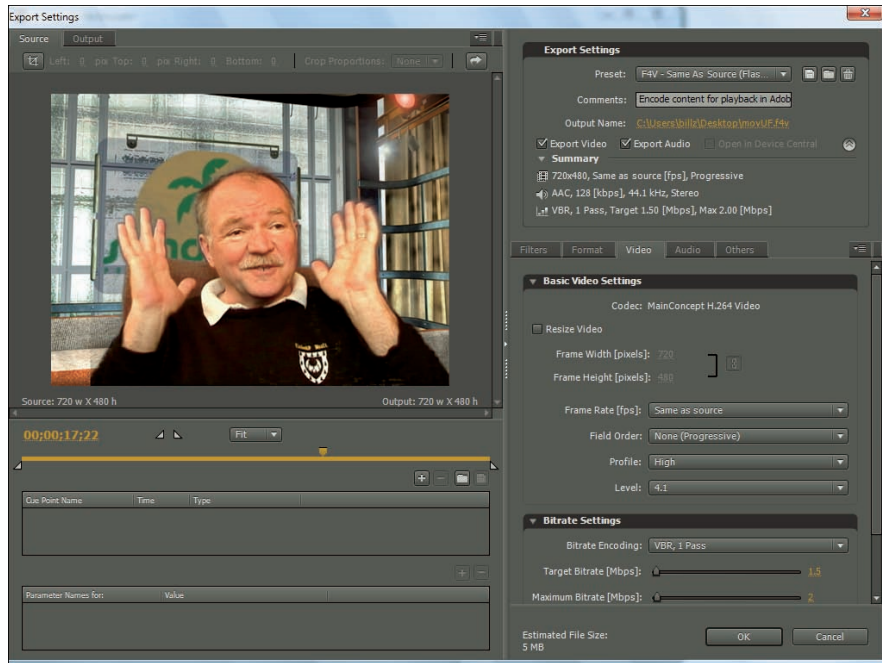 Export Settings
Source Output
Left: 0 pix Top: 0 pix Right: 0 Bottom: 0 Crop Proportions: None
Source: 720 w X 480 h Output: 720 w X 480 h
00;00;17;22 Fit
Cue Point Name Time Type
Parameter Names for: Value
Export Settings
Preset: F4V - Same As Source (Flas...
Comments: Encode content for playback in Adob
Output Name: C:\Users\billz\Desktop\movUF.f4v
Export Video Export Audio Open in Device Central
Summary
720x480, Same as source [fps], Progressive
AAC, 128 [kbps], 44.1 kHz, Stereo
VBR, 1 Pass, Target 1.50 [Mbps], Max 2.00 [Mbps]
Filters Format Video Audio Others
Basic Video Settings
Codec: MainConcept H.264 Video
Resize Video
Frame Width [pixels]: 720
Frame Height [pixels]: 480
Frame Rate [fps]: Same as source
Field Order: None (Progressive)
Profile: High
Level: 4.1
Bitrate Settings
Bitrate Encoding: VBR, 1 Pass
Target Bitrate [Mbps]: 1.5
Maximum Bitrate [Mbps]: 2
Estimated File Size:
5 MB
OK Cancel